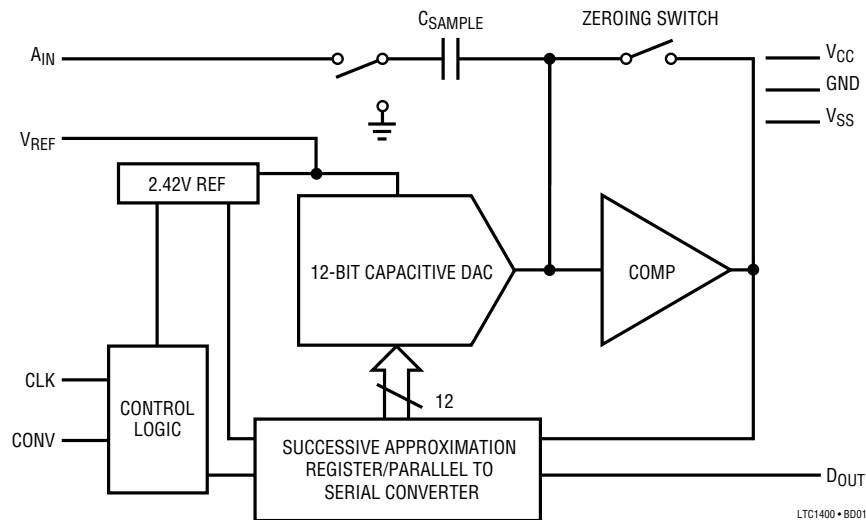 CSAMPLE
ZEROING SWITCH
AIN
VCC
GND
VSS
VREF
2.42V REF
12-BIT CAPACITIVE DAC
COMP
CLK
12
CONTROL
LOGIC
CONV
SUCCESSIVE APPROXIMATION
REGISTER/PARALLEL TO
SERIAL CONVERTER
DOUT
LTC1400 • BD01